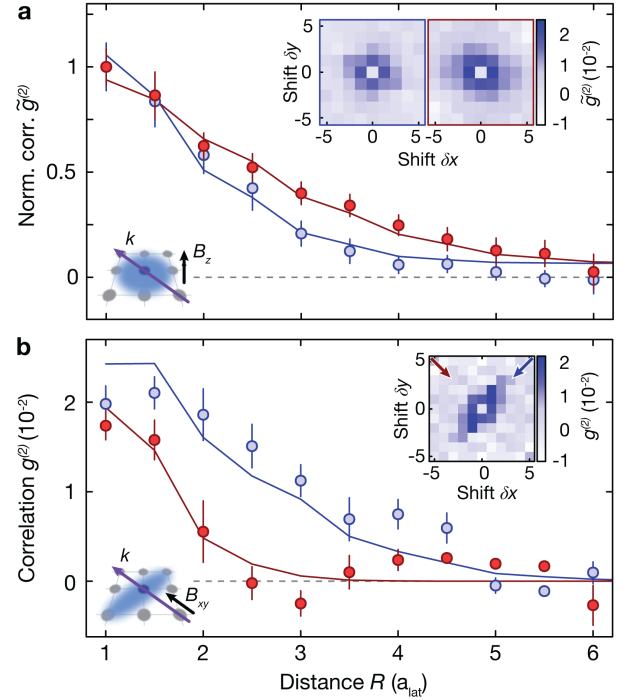 a
Norm. corr. g̃⁽²⁾
1
0.5
0
Shift δy
5
0
-5
-5 0 5
-5 0 5
Shift δx
2
1
0
-1
g̃⁽²⁾ (10⁻²)
k
B_z
b
Correlation g⁽²⁾ (10⁻²)
2
1
0
Shift δy
5
0
-5
-5 0 5
Shift δx
2
1
0
-1
g⁽²⁾ (10⁻²)
k
B_xy
1 2 3 4 5 6
Distance R (a_lat)